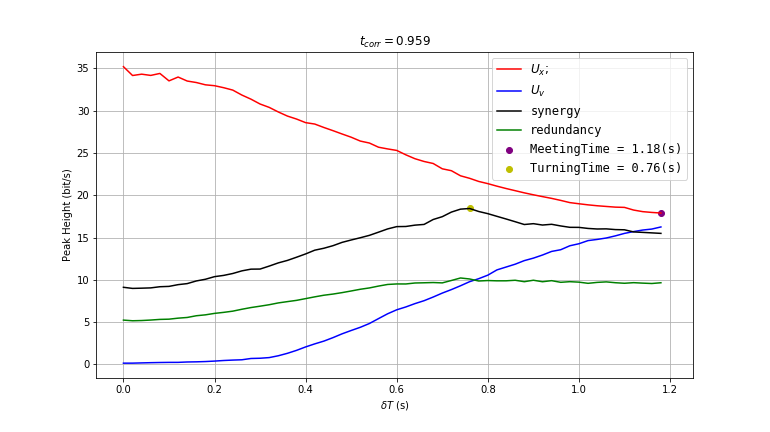 t_corr = 0.959
Peak Height (bit/s)
35
30
25
20
15
10
5
0
U_x;
U_v
synergy
redundancy
MeetingTime = 1.18(s)
TurningTime = 0.76(s)
0.0 0.2 0.4 0.6 0.8 1.0 1.2
δT (s)